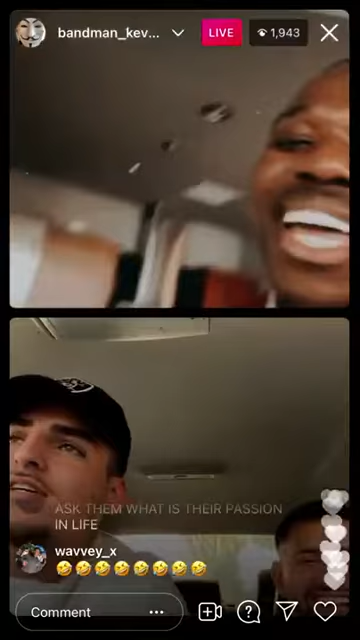 bandman_kev...
LIVE
1,943
ASK THEM WHAT IS THEIR PASSION
IN LIFE
wavvey_x
🤣🤣🤣🤣🤣🤣🤣🤣
Comment